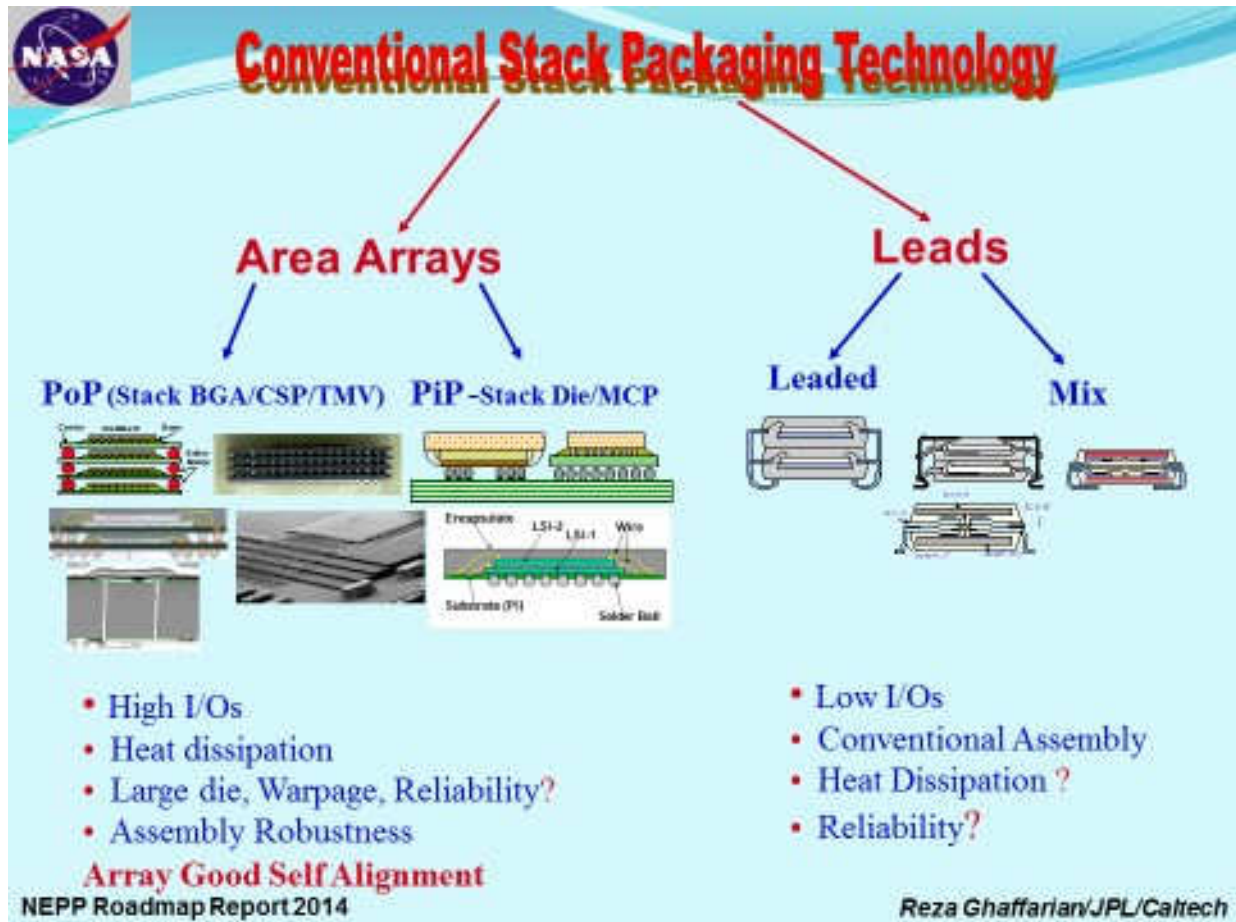 NASA
Conventional Stack Packaging Technology
Area Arrays
Leads
PoP (Stack BGA/CSP/TMV)
PiP -Stack Die/MCP
Leaded
Mix
Encapsulate
LSI-2
LSI-1
Wire
Substrate (PI)
Solder Ball
• High I/Os
• Heat dissipation
• Large die, Warpage, Reliability?
• Assembly Robustness
Array Good Self Alignment
• Low I/Os
• Conventional Assembly
• Heat Dissipation ?
• Reliability?
NEPP Roadmap Report 2014
Reza Ghaffarian/JPL/Caltech